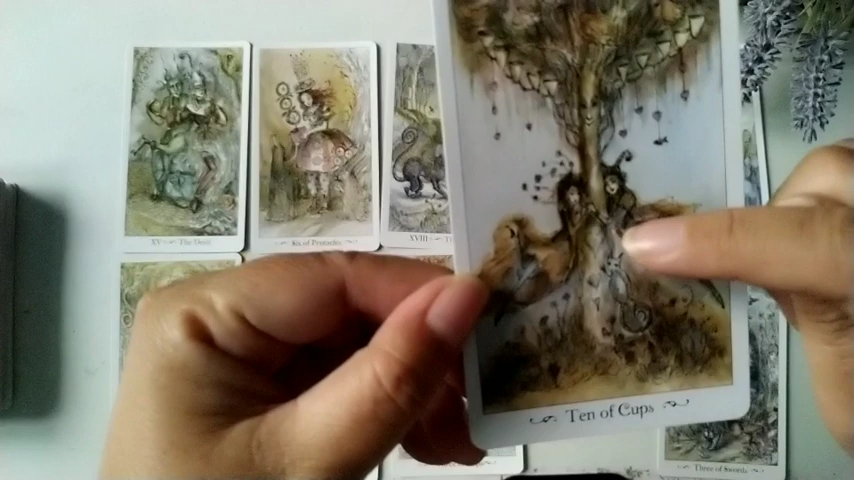 XV The Devil
Six of Pentacles
XVIII
Ten of Cups
Three of Swords